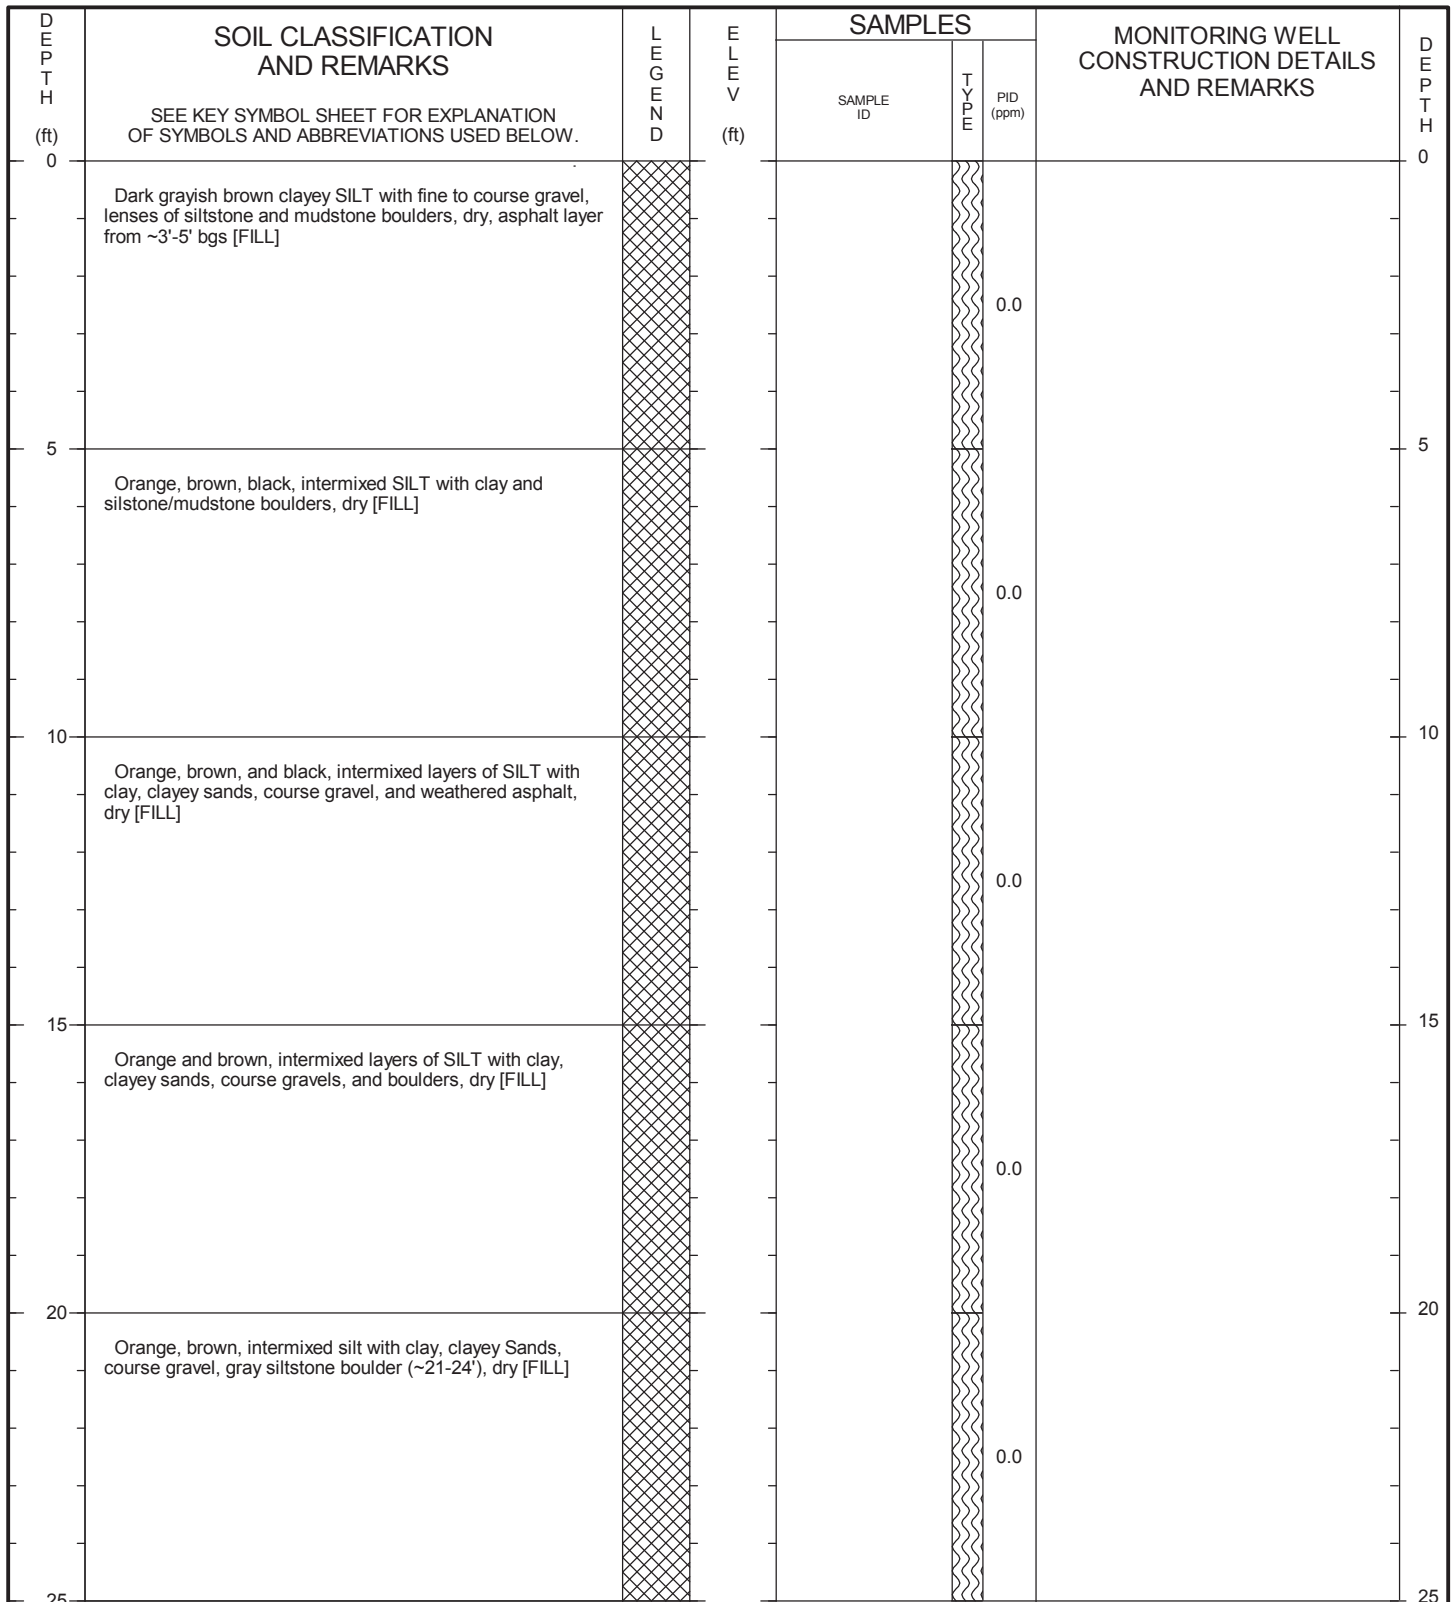 DEPTH
(ft)
SOIL CLASSIFICATION
AND REMARKS
SEE KEY SYMBOL SHEET FOR EXPLANATION
OF SYMBOLS AND ABBREVIATIONS USED BELOW.
LEGEND
ELEV
(ft)
SAMPLES
SAMPLE
ID
TYPE
PID
(ppm)
MONITORING WELL
CONSTRUCTION DETAILS
AND REMARKS
DEPTH
0
0
Dark grayish brown clayey SILT with fine to course gravel,
lenses of siltstone and mudstone boulders, dry, asphalt layer
from ~3'-5' bgs [FILL]
0.0
5
5
Orange, brown, black, intermixed SILT with clay and
silstone/mudstone boulders, dry [FILL]
0.0
10
10
Orange, brown, and black, intermixed layers of SILT with
clay, clayey sands, course gravel, and weathered asphalt,
dry [FILL]
0.0
15
15
Orange and brown, intermixed layers of SILT with clay,
clayey sands, course gravels, and boulders, dry [FILL]
0.0
20
20
Orange, brown, intermixed silt with clay, clayey Sands,
course gravel, gray siltstone boulder (~21-24'), dry [FILL]
0.0
25
25